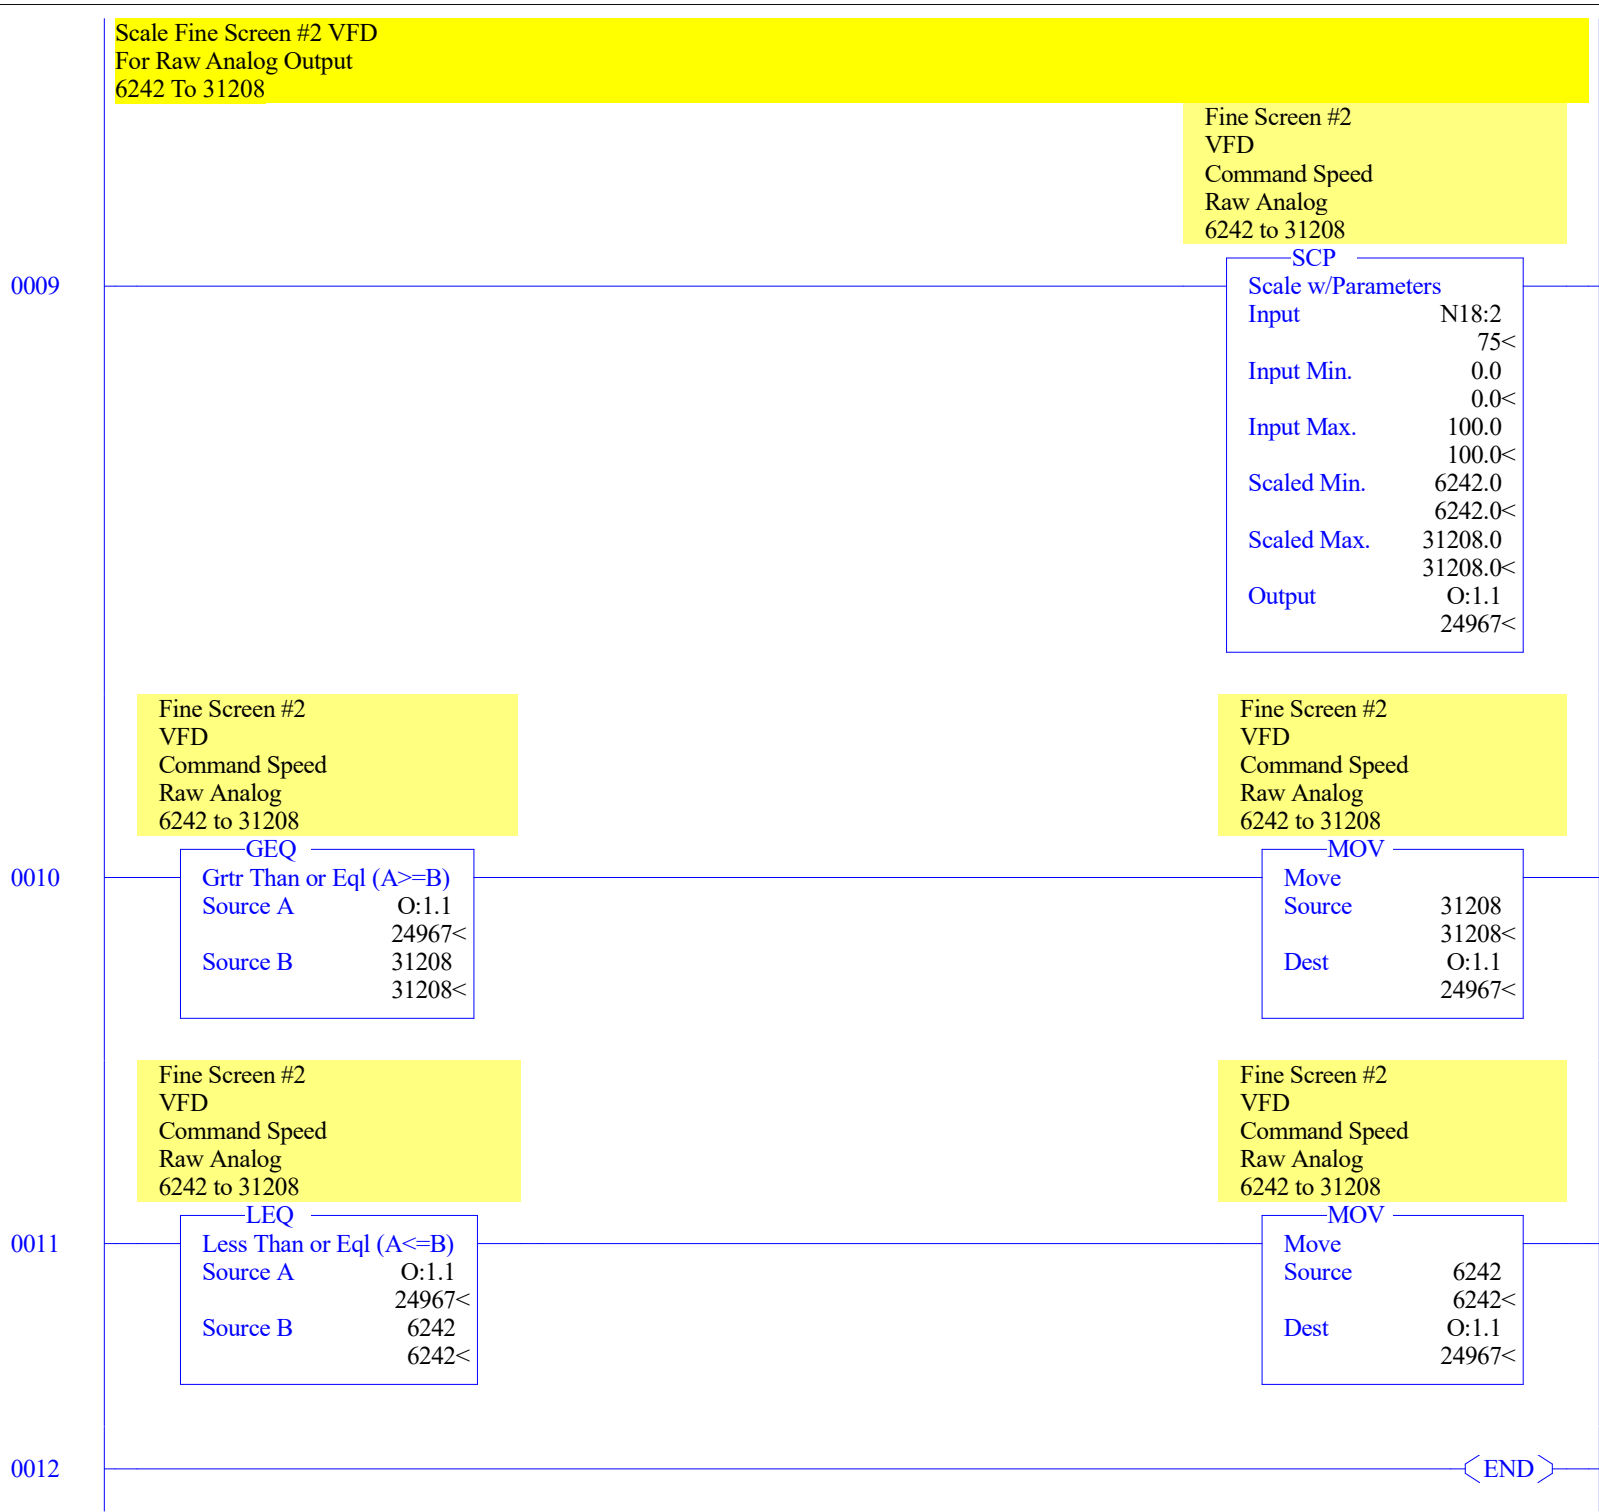 Scale Fine Screen #2 VFD
For Raw Analog Output
6242 To 31208
Fine Screen #2
VFD
Command Speed
Raw Analog
6242 to 31208
SCP
0009
Scale w/Parameters
Input N18:2
75<
Input Min. 0.0
0.0<
Input Max. 100.0
100.0<
Scaled Min. 6242.0
6242.0<
Scaled Max. 31208.0
31208.0<
Output O:1.1
24967<
Fine Screen #2
VFD
Command Speed
Raw Analog
6242 to 31208
GEQ
0010
Grtr Than or Eql (A>=B)
Source A O:1.1
24967<
Source B 31208
31208<
Fine Screen #2
VFD
Command Speed
Raw Analog
6242 to 31208
MOV
Move
Source 31208
31208<
Dest O:1.1
24967<
Fine Screen #2
VFD
Command Speed
Raw Analog
6242 to 31208
LEQ
0011
Less Than or Eql (A<=B)
Source A O:1.1
24967<
Source B 6242
6242<
Fine Screen #2
VFD
Command Speed
Raw Analog
6242 to 31208
MOV
Move
Source 6242
6242<
Dest O:1.1
24967<
0012
END